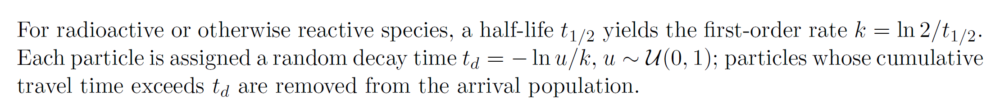 For radioactive or otherwise reactive species, a half-life $t_{1/2}$ yields the first-order rate $k = \ln 2/t_{1/2}$.
Each particle is assigned a random decay time $t_d = -\ln u/k$, $u \sim \mathcal{U}(0, 1)$; particles whose cumulative
travel time exceeds $t_d$ are removed from the arrival population.